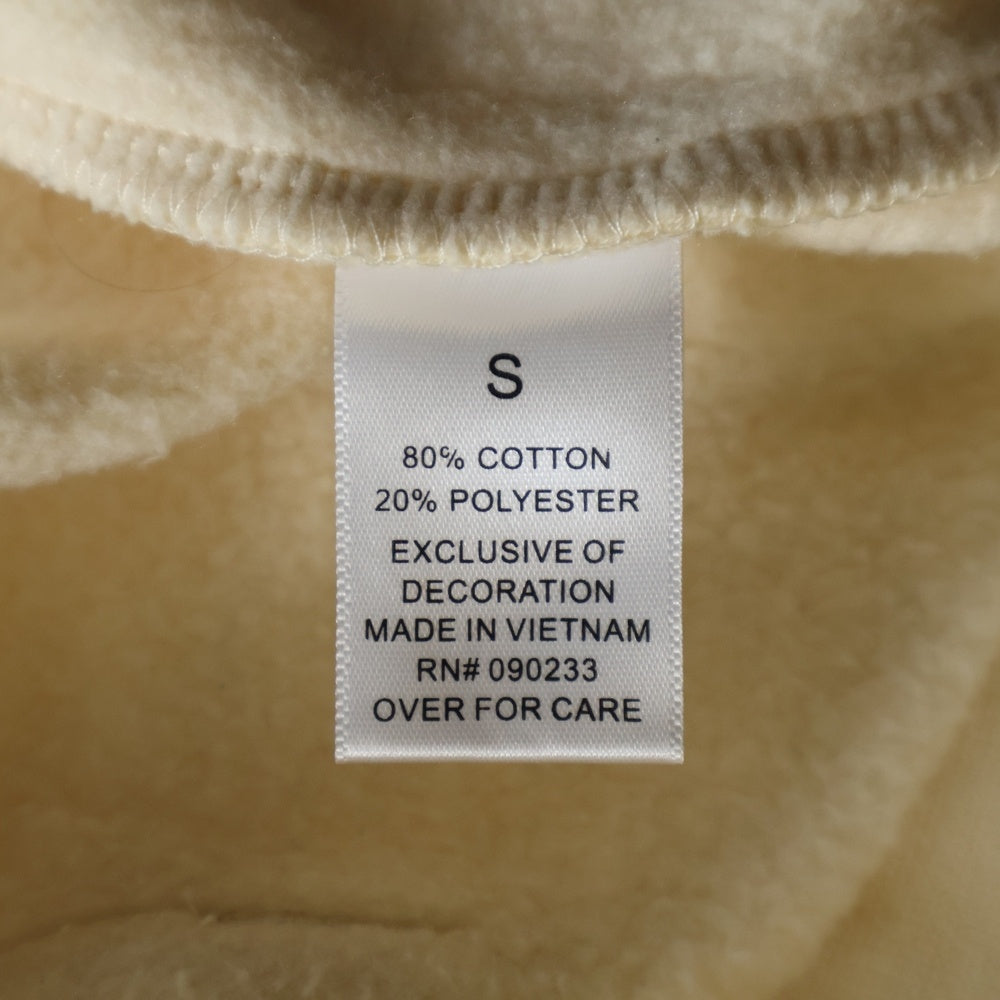 S
80% COTTON
20% POLYESTER
EXCLUSIVE OF
DECORATION
MADE IN VIETNAM
RN# 090233
OVER FOR CARE